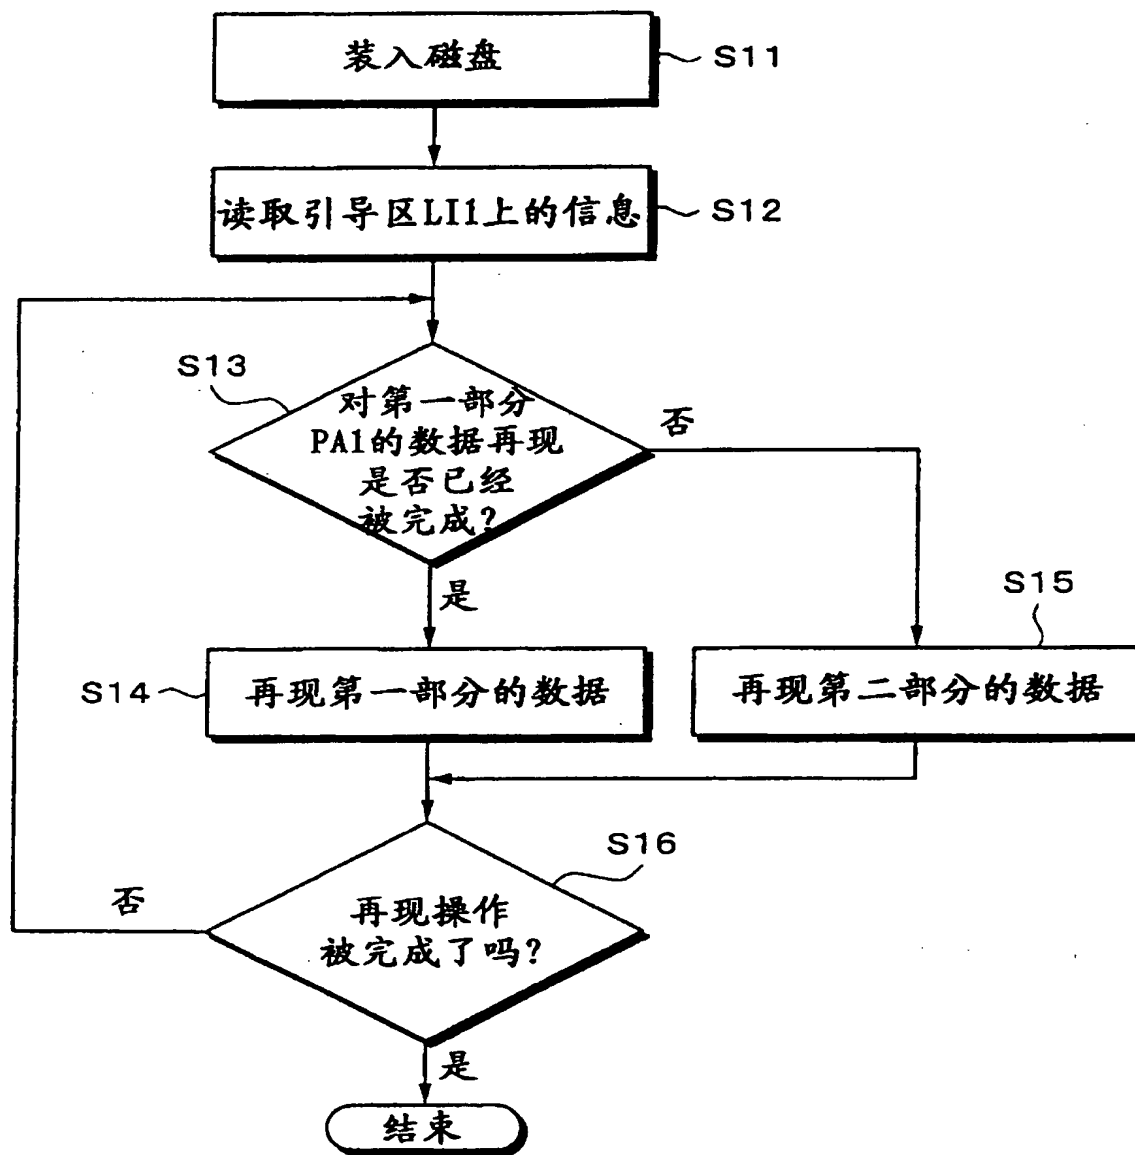 装入磁盘
S11
读取引导区LI1上的信息
S12
S13
对第一部分
PA1的数据再现
是否已经
被完成?
否
是
S15
S14
再现第一部分的数据
再现第二部分的数据
S16
否
再现操作
被完成了吗?
是
结束